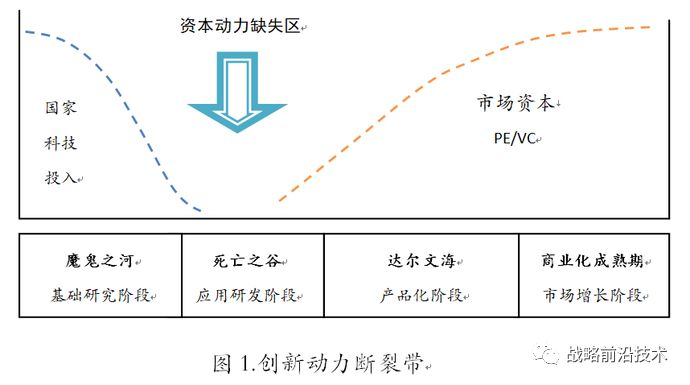 资本动力缺失区
国家
科技
投入
市场资本
PE/VC
魔鬼之河
基础研究阶段
死亡之谷
应用研发阶段
达尔文海
产品化阶段
商业化成熟期
市场增长阶段
战略前沿技术
图 1.创新动力断裂带